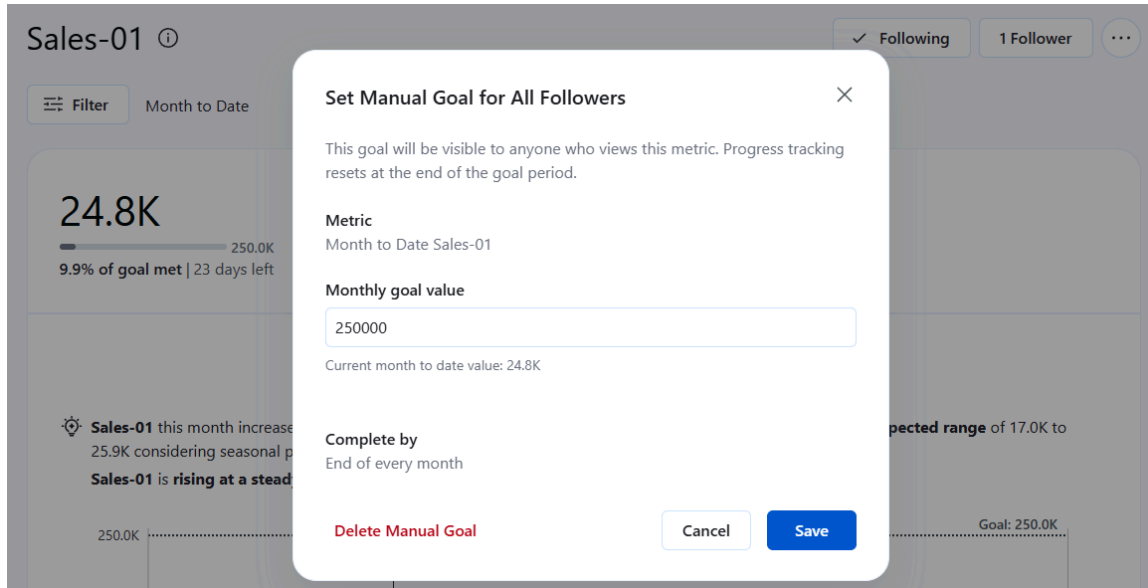 Sales-01
Following
1 Follower
Filter
Month to Date
24.8K
250.0K
9.9% of goal met | 23 days left
Sales-01 this month increase
pected range of 17.0K to
25.9K considering seasonal p
Sales-01 is rising at a stead
250.0K
Goal: 250.0K
Set Manual Goal for All Followers
This goal will be visible to anyone who views this metric. Progress tracking
resets at the end of the goal period.
Metric
Month to Date Sales-01
Monthly goal value
250000
Current month to date value: 24.8K
Complete by
End of every month
Delete Manual Goal
Cancel
Save